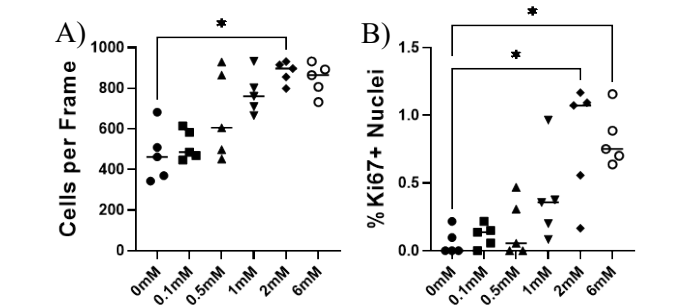 A)
*
Cells per Frame
1000
800
600
400
200
0
0mM
0.1mM
0.5mM
1mM
2mM
6mM
B)
*
*
% Ki67+ Nuclei
1.5
1.0
0.5
0.0
0mM
0.1mM
0.5mM
1mM
2mM
6mM